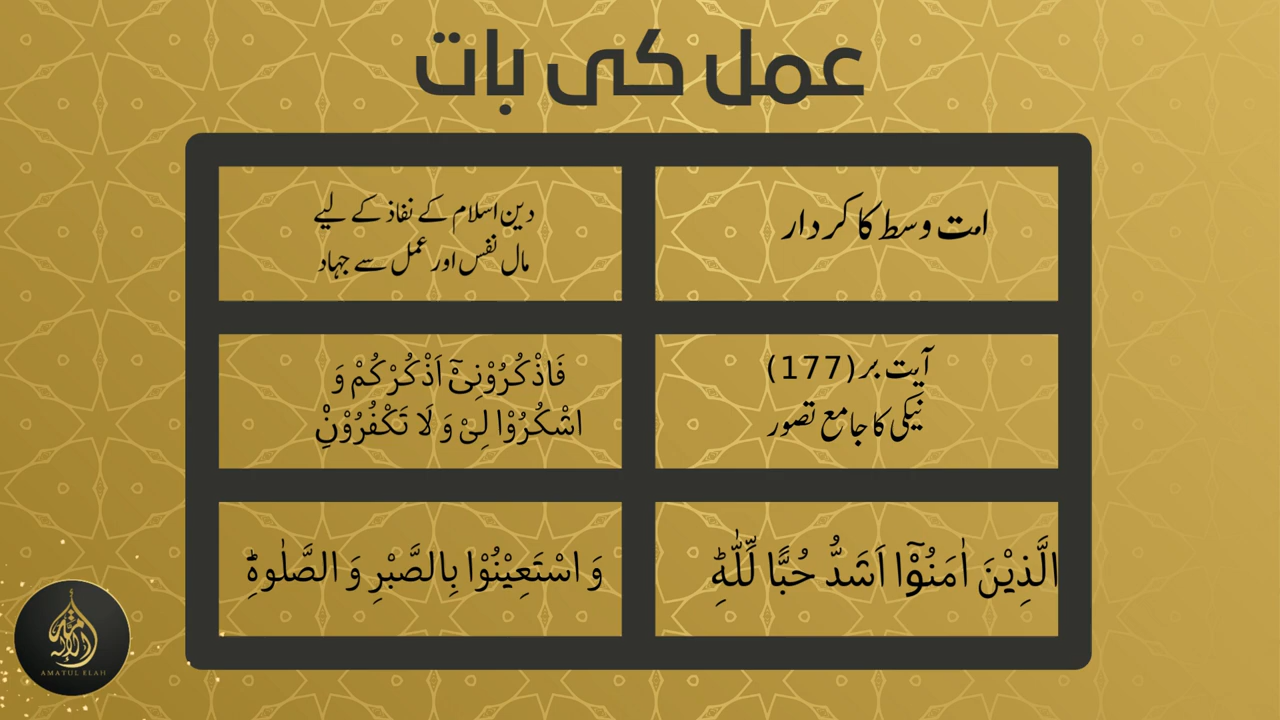 عمل کی بات
امت وسط کا کردار
دین اسلام کے نفاذ کے لیے
مال نفس اور عمل سے جہاد
آیت بر(177)
نیکی کا جامع تصور
فَاذْكُرُوْنِیْۤ اَذْكُرْكُمْ وَ
اشْكُرُوْا لِیْ وَ لَا تَكْفُرُوْنِ۠
الَّذِیْنَ اٰمَنُوْۤا اَشَدُّ حُبًّا لِّلّٰهِؕ
وَ اسْتَعِیْنُوْا بِالصَّبْرِ وَ الصَّلٰوةِؕ
AMATUL ELAH